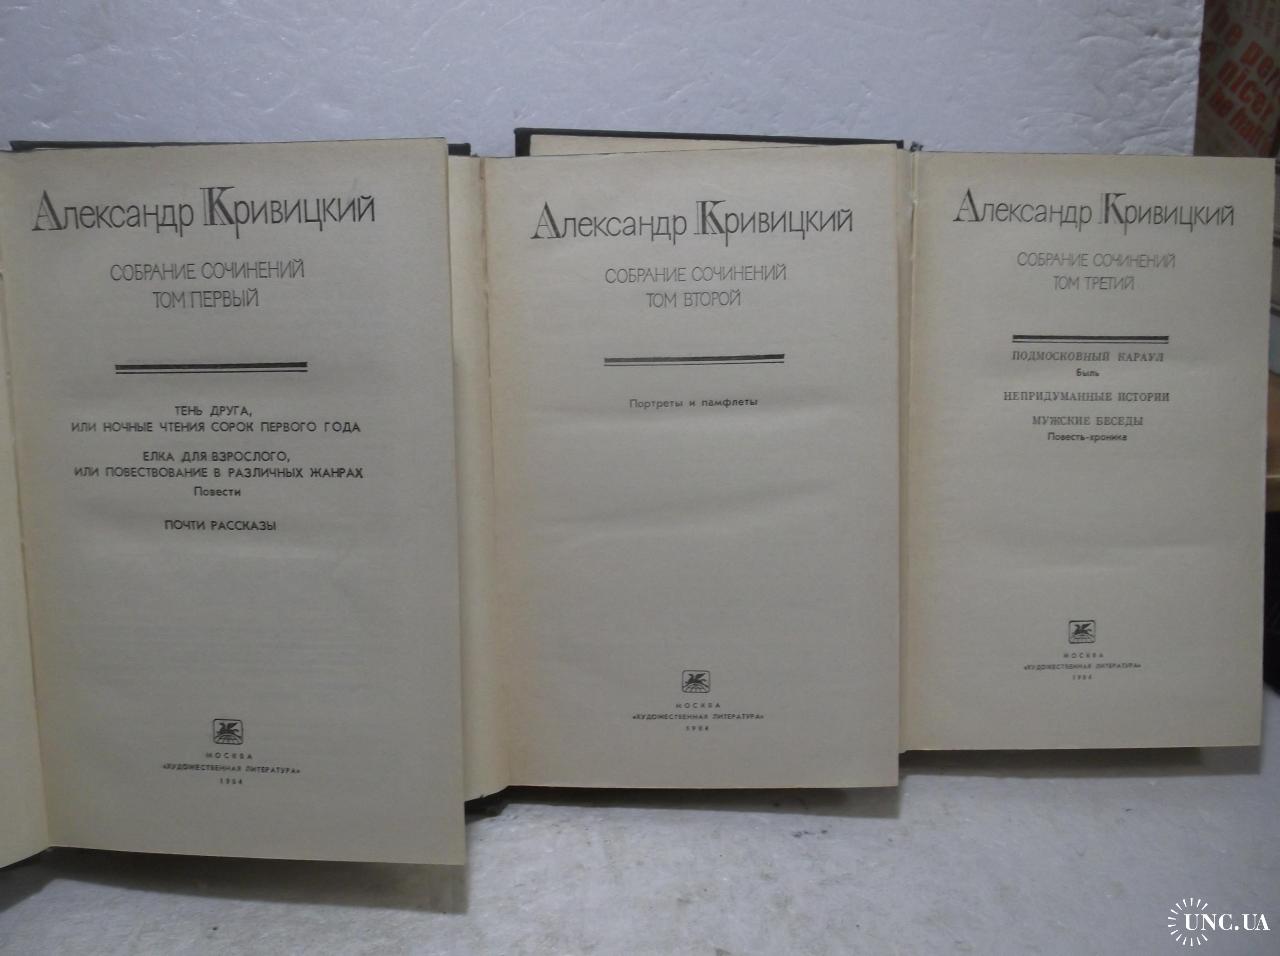 Александр Кривицкий
СОБРАНИЕ СОЧИНЕНИЙ
ТОМ ПЕРВЫЙ
ТЕНЬ ДРУГА,
ИЛИ НОЧНЫЕ ЧТЕНИЯ СОРОК ПЕРВОГО ГОДА
ЕЛКА ДЛЯ ВЗРОСЛОГО,
ИЛИ ПОВЕСТВОВАНИЕ В РАЗЛИЧНЫХ ЖАНРАХ
Повести
ПОЧТИ РАССКАЗЫ
МОСКВА
«ХУДОЖЕСТВЕННАЯ ЛИТЕРАТУРА»
1984
Александр Кривицкий
СОБРАНИЕ СОЧИНЕНИЙ
ТОМ ВТОРОЙ
Портреты и памфлеты
МОСКВА
«ХУДОЖЕСТВЕННАЯ ЛИТЕРАТУРА»
1984
Александр Кривицкий
СОБРАНИЕ СОЧИНЕНИЙ
ТОМ ТРЕТИЙ
ПОДМОСКОВНЫЙ КАРАУЛ
Быль
НЕПРИДУМАННЫЕ ИСТОРИИ
МУЖСКИЕ БЕСЕДЫ
Повесть-хроника
МОСКВА
«ХУДОЖЕСТВЕННАЯ ЛИТЕРАТУРА»
1984
nicer
UNC.UA